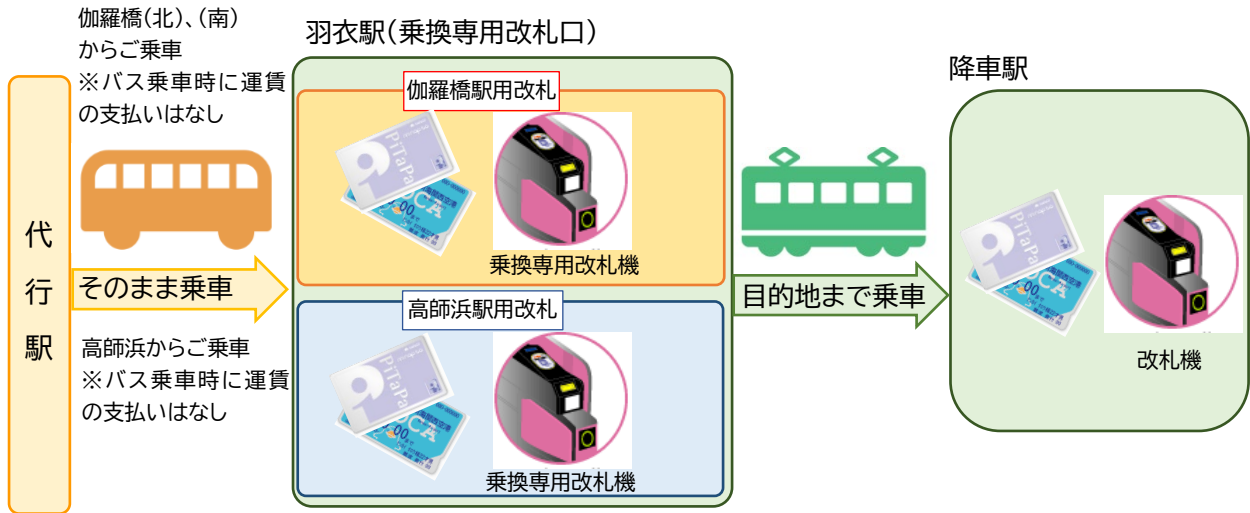 代行駅
伽羅橋(北)、(南)
からご乗車
※バス乗車時に運賃
の支払いはなし
そのまま乗車
高師浜からご乗車
※バス乗車時に運賃
の支払いはなし
羽衣駅(乗換専用改札口)
伽羅橋駅用改札
PiTaPa
乗換専用改札機
高師浜駅用改札
PiTaPa
乗換専用改札機
目的地まで乗車
降車駅
PiTaPa
改札機